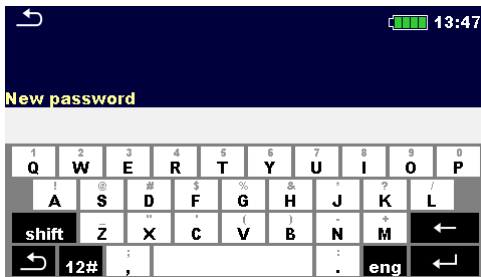 13:47
New password
1 2 3 4 5 6 7 8 9 0
Q W E R T Y U I O P
! @ # $ % & * ? /
A S D F G H J K L
" ' ( ) - +
shift Z X C V B N M ←
; :
12# , . eng